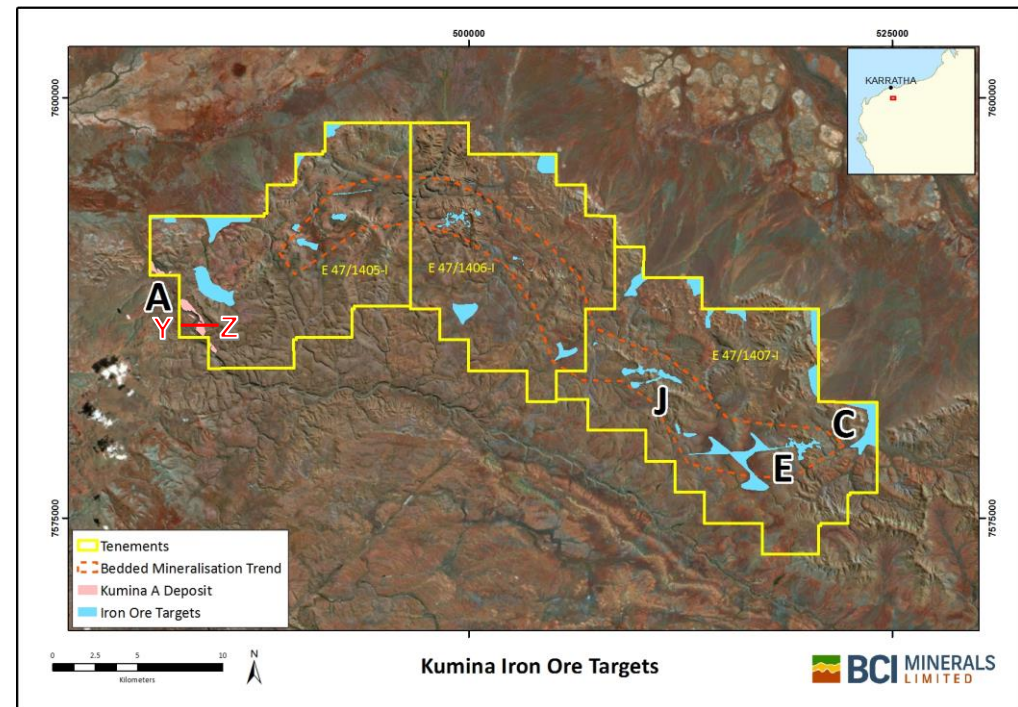 500000
525000
7600000
7600000
KARRATHA
E 47/1405-I
E 47/1406-I
A
Y
Z
E 47/1407-I
J
C
E
7575000
7575000
Tenements
Bedded Mineralisation Trend
Kumina A Deposit
Iron Ore Targets
0 2.5 5 10
Kilometers
N
Kumina Iron Ore Targets
BCI MINERALS
LIMITED